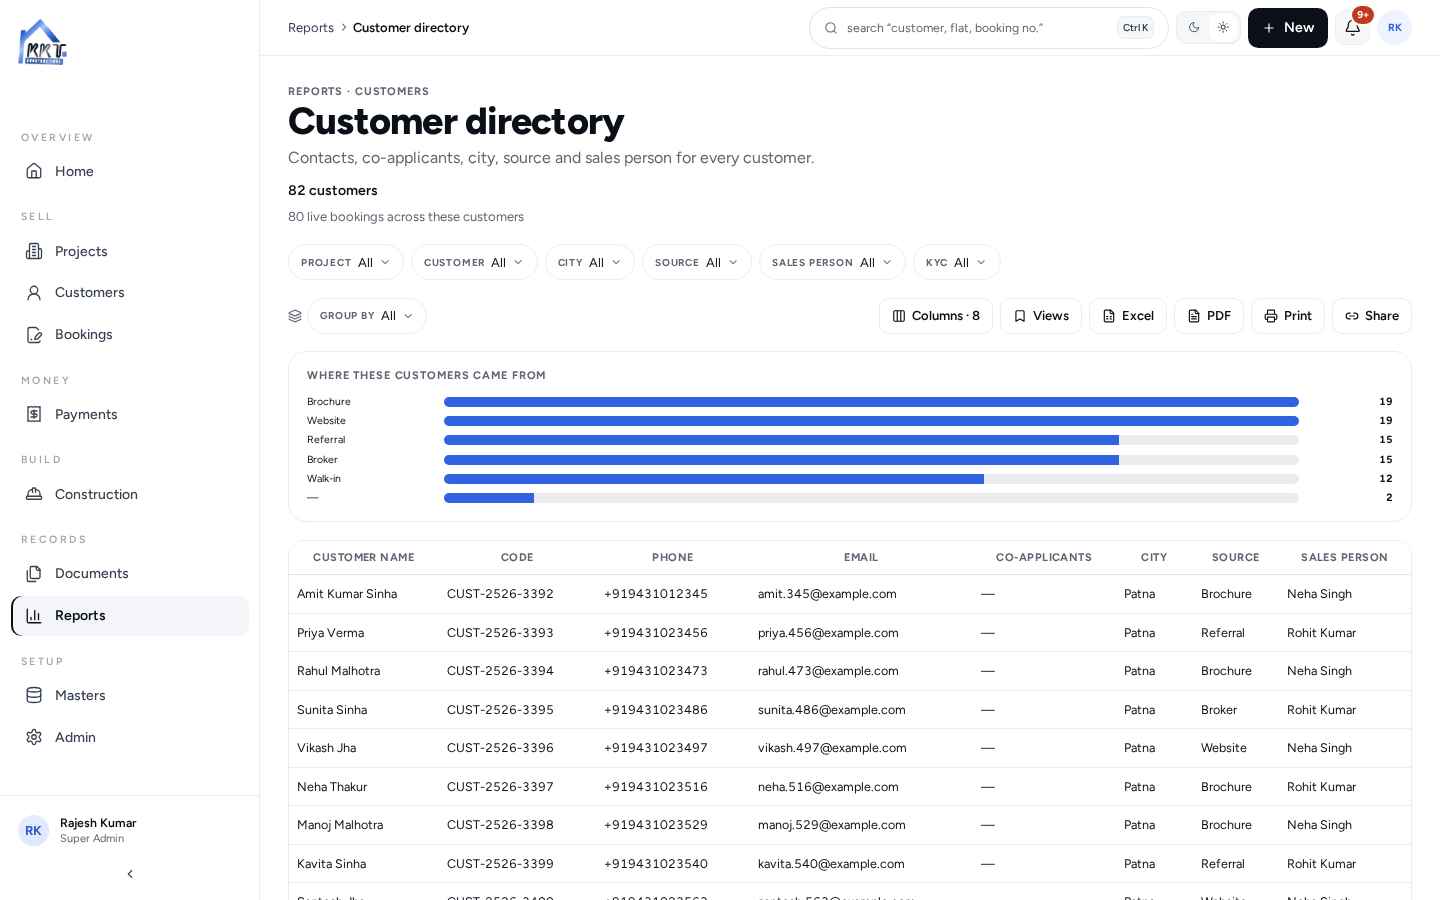 RKT
CONSTRUCTIONS
Reports > Customer directory
search “customer, flat, booking no.”
Ctrl K
+ New
9+
RK
OVERVIEW
Home
SELL
Projects
Customers
Bookings
MONEY
Payments
BUILD
Construction
RECORDS
Documents
Reports
SETUP
Masters
Admin
RK
Rajesh Kumar
Super Admin
REPORTS · CUSTOMERS
Customer directory
Contacts, co-applicants, city, source and sales person for every customer.
82 customers
80 live bookings across these customers
PROJECT All CUSTOMER All CITY All SOURCE All SALES PERSON All KYC All
GROUP BY All
Columns · 8 Views Excel PDF Print Share
WHERE THESE CUSTOMERS CAME FROM
Brochure 19
Website 19
Referral 15
Broker 15
Walk-in 12
— 2
CUSTOMER NAME CODE PHONE EMAIL CO-APPLICANTS CITY SOURCE SALES PERSON
Amit Kumar Sinha CUST-2526-3392 +919431012345 amit.345@example.com — Patna Brochure Neha Singh
Priya Verma CUST-2526-3393 +919431023456 priya.456@example.com — Patna Referral Rohit Kumar
Rahul Malhotra CUST-2526-3394 +919431023473 rahul.473@example.com — Patna Brochure Neha Singh
Sunita Sinha CUST-2526-3395 +919431023486 sunita.486@example.com — Patna Broker Rohit Kumar
Vikash Jha CUST-2526-3396 +919431023497 vikash.497@example.com — Patna Website Neha Singh
Neha Thakur CUST-2526-3397 +919431023516 neha.516@example.com — Patna Brochure Rohit Kumar
Manoj Malhotra CUST-2526-3398 +919431023529 manoj.529@example.com — Patna Brochure Neha Singh
Kavita Sinha CUST-2526-3399 +919431023540 kavita.540@example.com — Patna Referral Rohit Kumar